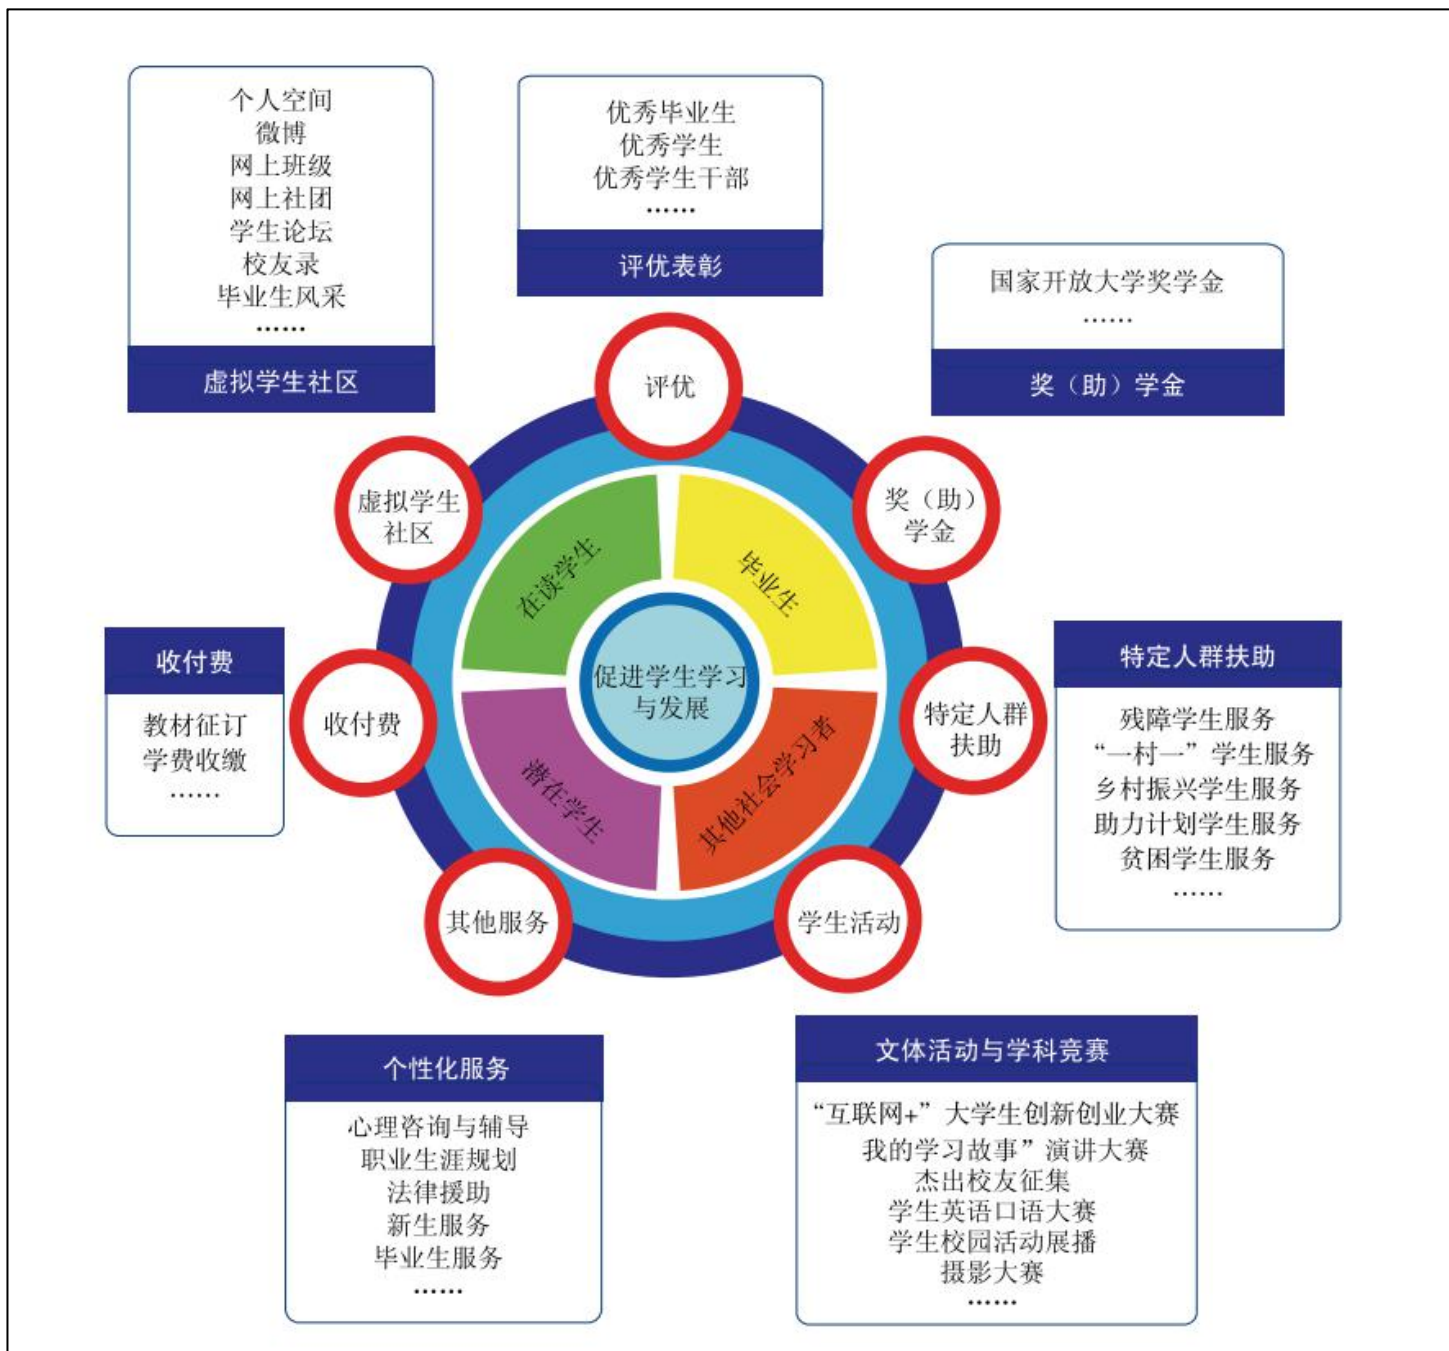 个人空间
微博
网上班级
网上社团
学生论坛
校友录
毕业生风采
……
虚拟学生社区
优秀毕业生
优秀学生
优秀学生干部
……
评优表彰
国家开放大学奖学金
……
奖（助）学金
评优
虚拟学生
社区
奖（助）
学金
在读学生
毕业生
促进学生学习
与发展
潜在学生
其他社会学习者
收付费
特定人群
扶助
其他服务
学生活动
收付费
教材征订
学费收缴
……
特定人群扶助
残障学生服务
“一村一”学生服务
乡村振兴学生服务
助力计划学生服务
贫困学生服务
……
个性化服务
心理咨询与辅导
职业生涯规划
法律援助
新生服务
毕业生服务
……
文体活动与学科竞赛
“互联网+”大学生创新创业大赛
我的学习故事”演讲大赛
杰出校友征集
学生英语口语大赛
学生校园活动展播
摄影大赛
……